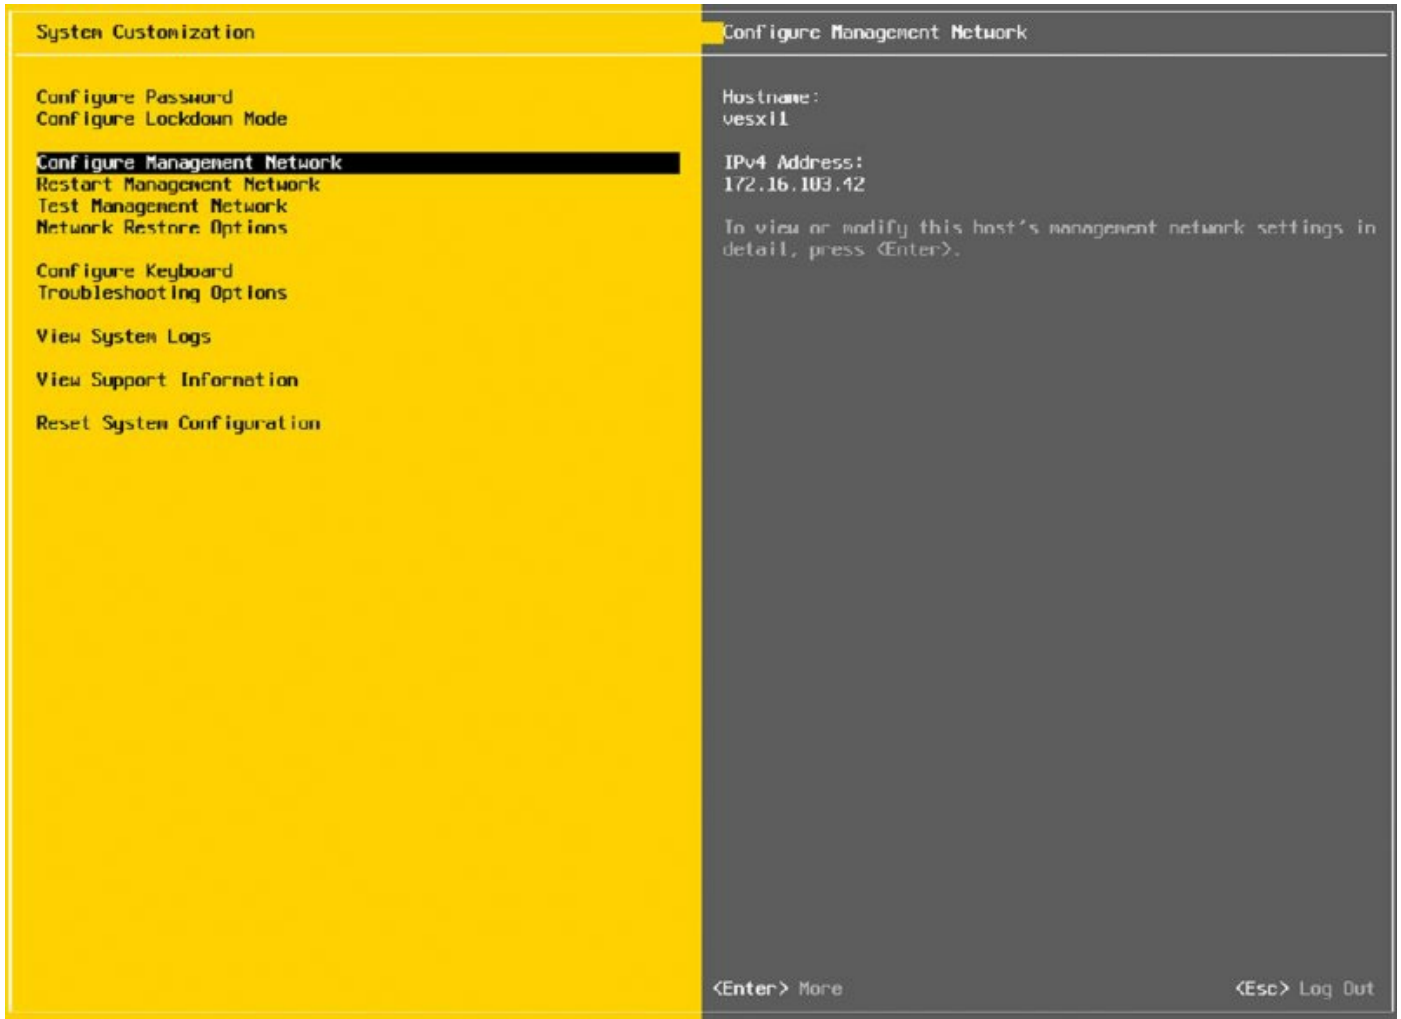 System Customization
Configure Password
Configure Lockdown Mode
Configure Management Network
Restart Management Network
Test Management Network
Network Restore Options
Configure Keyboard
Troubleshooting Options
View System Logs
View Support Information
Reset System Configuration
Configure Management Network
Hostname:
vesxi1
IPv4 Address:
172.16.103.42
To view or modify this host's management network settings in
detail, press <Enter>.
<Enter> More
<Esc> Log Out